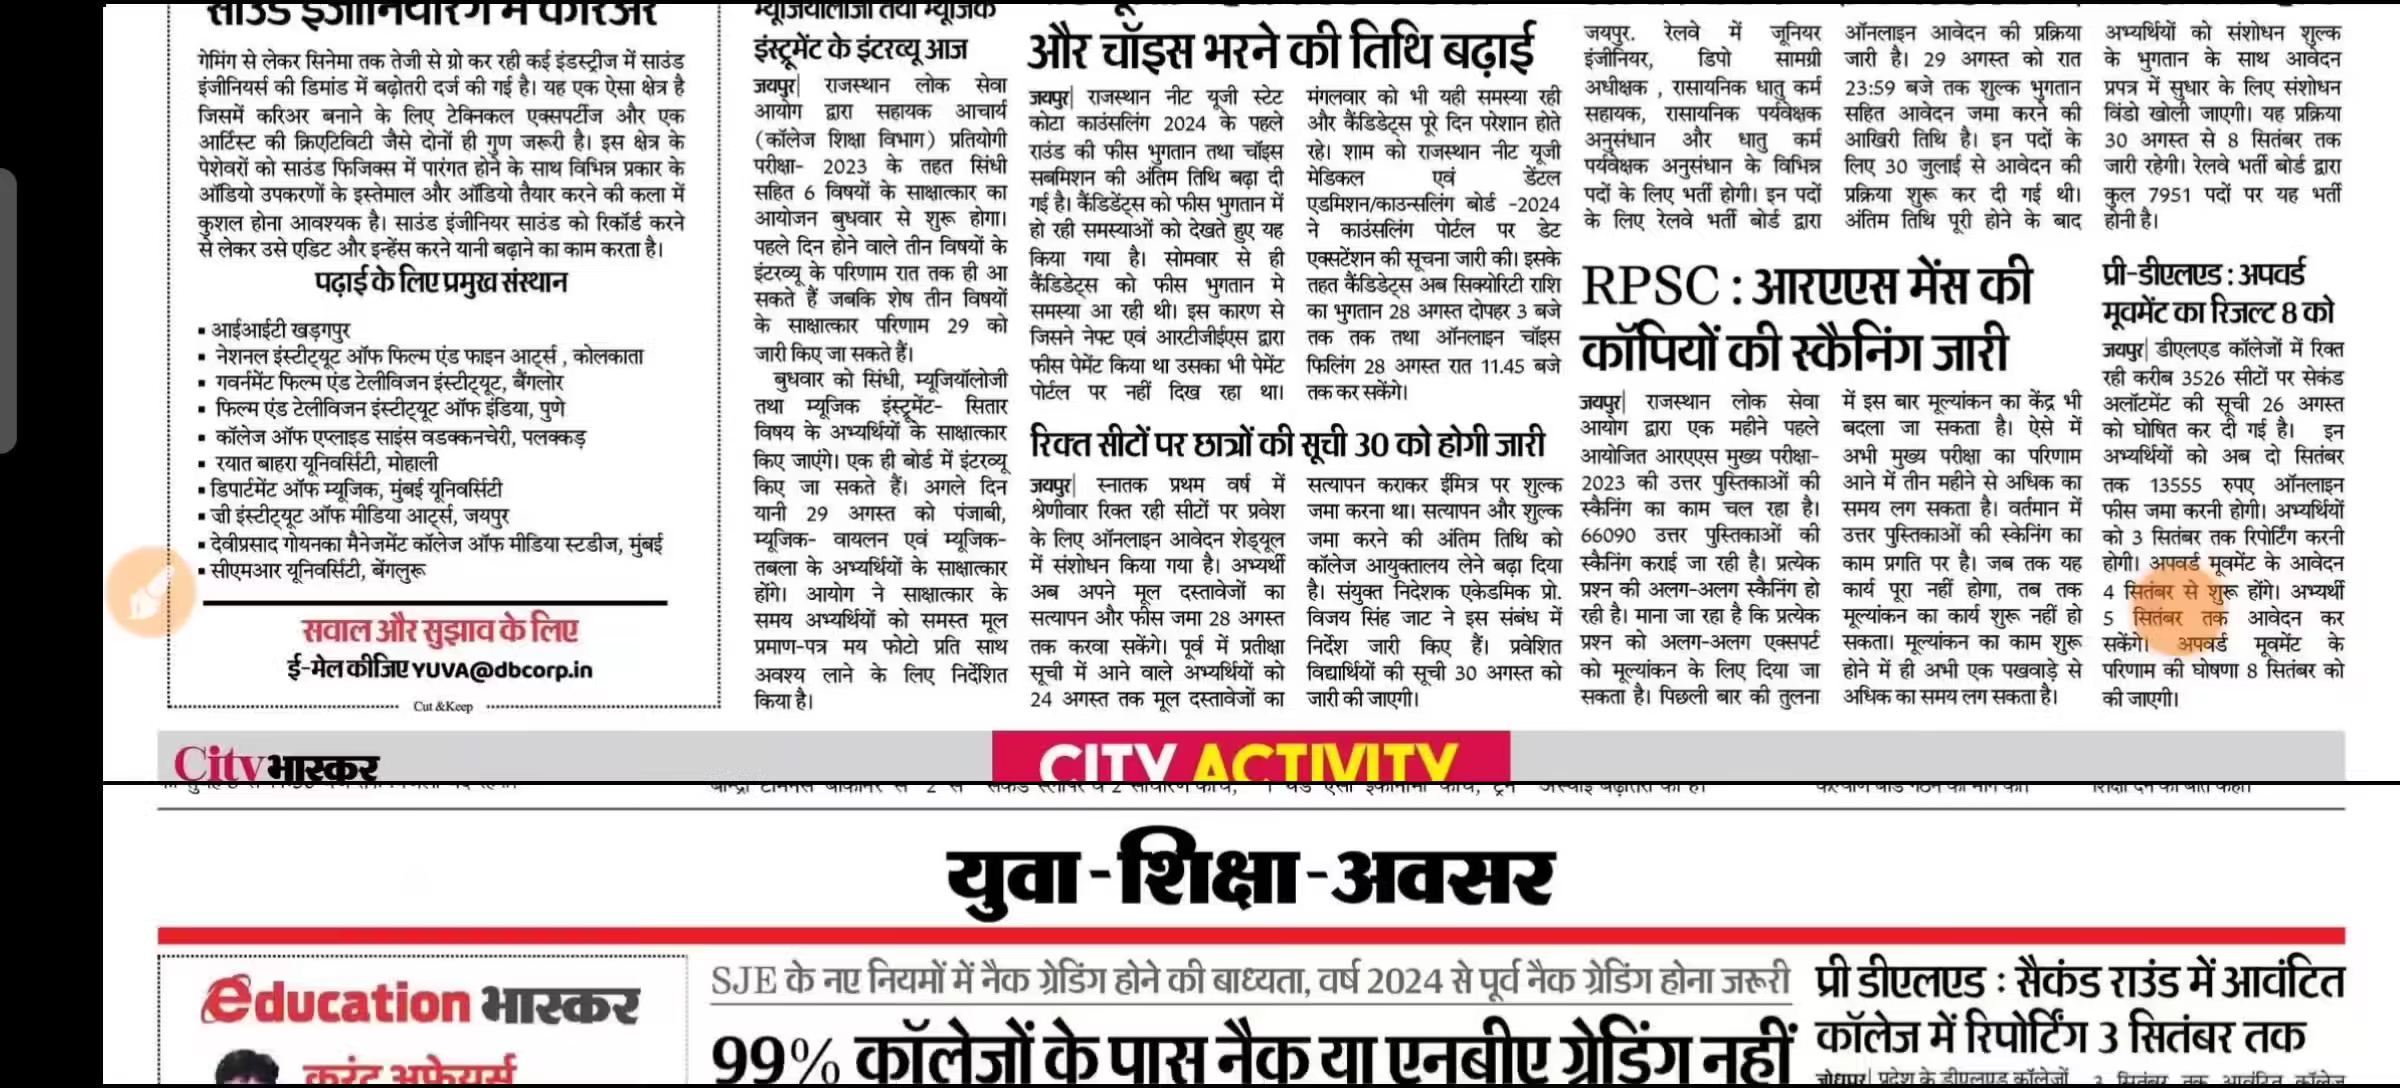 साउंड इंजीनियरिंग में करिअर
गेमिंग से लेकर सिनेमा तक तेजी से ग्रो कर रही कई इंडस्ट्रीज में साउंड
इंजीनियर्स की डिमांड में बढ़ोतरी दर्ज की गई है। यह एक ऐसा क्षेत्र है
जिसमें करिअर बनाने के लिए टेक्निकल एक्सपर्टीज और एक
आर्टिस्ट की क्रिएटिविटी जैसे दोनों ही गुण जरूरी है। इस क्षेत्र के
पेशेवरों को साउंड फिजिक्स में पारंगत होने के साथ विभिन्न प्रकार के
ऑडियो उपकरणों के इस्तेमाल और ऑडियो तैयार करने की कला में
कुशल होना आवश्यक है। साउंड इंजीनियर साउंड को रिकॉर्ड करने
से लेकर उसे एडिट और इन्हेंस करने यानी बढ़ाने का काम करता है।
पढ़ाई के लिए प्रमुख संस्थान
▪ आईआईटी खड़गपुर
▪ नेशनल इंस्टीट्यूट ऑफ फिल्म एंड फाइन आर्ट्स , कोलकाता
▪ गवर्नमेंट फिल्म एंड टेलीविजन इंस्टीट्यूट, बैंगलोर
▪ फिल्म एंड टेलीविजन इंस्टीट्यूट ऑफ इंडिया, पुणे
▪ कॉलेज ऑफ एप्लाइड साइंस वडक्कनचेरी, पलक्कड़
▪ रयात बाहरा यूनिवर्सिटी, मोहाली
▪ डिपार्टमेंट ऑफ म्यूजिक, मुंबई यूनिवर्सिटी
▪ जी इंस्टीट्यूट ऑफ मीडिया आर्ट्स, जयपुर
▪ देवीप्रसाद गोयनका मैनेजमेंट कॉलेज ऑफ मीडिया स्टडीज, मुंबई
▪ सीएमआर यूनिवर्सिटी, बेंगलुरू
सवाल और सुझाव के लिए
ई-मेल कीजिए YUVA@dbcorp.in
Cut &Keep
म्यूजियोलॉजी तथा म्यूजिक
इंस्ट्रूमेंट के इंटरव्यू आज
जयपुर| राजस्थान लोक सेवा
आयोग द्वारा सहायक आचार्य
(कॉलेज शिक्षा विभाग) प्रतियोगी
परीक्षा- 2023 के तहत सिंधी
सहित 6 विषयों के साक्षात्कार का
आयोजन बुधवार से शुरू होगा।
पहले दिन होने वाले तीन विषयों के
इंटरव्यू के परिणाम रात तक ही आ
सकते हैं जबकि शेष तीन विषयों
के साक्षात्कार परिणाम 29 को
जारी किए जा सकते हैं।
बुधवार को सिंधी, म्यूजियॉलोजी
तथा म्यूजिक इंस्ट्रूमेंट- सितार
विषय के अभ्यर्थियों के साक्षात्कार
किए जाएंगे। एक ही बोर्ड में इंटरव्यू
किए जा सकते हैं। अगले दिन
यानी 29 अगस्त को पंजाबी,
म्यूजिक- वायलन एवं म्यूजिक-
तबला के अभ्यर्थियों के साक्षात्कार
होंगे। आयोग ने साक्षात्कार के
समय अभ्यर्थियों को समस्त मूल
प्रमाण-पत्र मय फोटो प्रति साथ
अवश्य लाने के लिए निर्देशित
किया है।
और चॉइस भरने की तिथि बढ़ाई
जयपुर| राजस्थान नीट यूजी स्टेट
कोटा काउंसलिंग 2024 के पहले
राउंड की फीस भुगतान तथा चॉइस
सबमिशन की अंतिम तिथि बढ़ा दी
गई है। कैंडिडेंट्स को फीस भुगतान में
हो रही समस्याओं को देखते हुए यह
किया गया है। सोमवार से ही
कैंडिडेट्स को फीस भुगतान मे
समस्या आ रही थी। इस कारण से
जिसने नेफ्ट एवं आरटीजीईएस द्वारा
फीस पेमेंट किया था उसका भी पेमेंट
पोर्टल पर नहीं दिख रहा था।
मंगलवार को भी यही समस्या रही
और कैंडिडेट्स पूरे दिन परेशान होते
रहे। शाम को राजस्थान नीट यूजी
मेडिकल एवं डेंटल
एडमिशन/काउन्सलिंग बोर्ड -2024
ने काउंसलिंग पोर्टल पर डेट
एक्सटेंशन की सूचना जारी की। इसके
तहत कैंडिडेट्स अब सिक्योरिटी राशि
का भुगतान 28 अगस्त दोपहर 3 बजे
तक तक तथा ऑनलाइन चॉइस
फिलिंग 28 अगस्त रात 11.45 बजे
तक कर सकेंगे।
रिक्त सीटों पर छात्रों की सूची 30 को होगी जारी
जयपुर| स्नातक प्रथम वर्ष में
श्रेणीवार रिक्त रही सीटों पर प्रवेश
के लिए ऑनलाइन आवेदन शेड्यूल
में संशोधन किया गया है। अभ्यर्थी
अब अपने मूल दस्तावेजों का
सत्यापन और फीस जमा 28 अगस्त
तक करवा सकेंगे। पूर्व में प्रतीक्षा
सूची में आने वाले अभ्यर्थियों को
24 अगस्त तक मूल दस्तावेजों का
सत्यापन कराकर ईमित्र पर शुल्क
जमा करना था। सत्यापन और शुल्क
जमा करने की अंतिम तिथि को
कॉलेज आयुक्तालय लेने बढ़ा दिया
है। संयुक्त निदेशक एकेडमिक प्रो.
विजय सिंह जाट ने इस संबंध में
निर्देश जारी किए हैं। प्रवेशित
विद्यार्थियों की सूची 30 अगस्त को
जारी की जाएगी।
जयपुर. रेलवे में जूनियर
इंजीनियर, डिपो सामग्री
अधीक्षक , रासायनिक धातु कर्म
सहायक, रासायनिक पर्यवेक्षक
अनुसंधान और धातु कर्म
पर्यवेक्षक अनुसंधान के विभिन्न
पदों के लिए भर्ती होगी। इन पदों
के लिए रेलवे भर्ती बोर्ड द्वारा
ऑनलाइन आवेदन की प्रक्रिया
जारी है। 29 अगस्त को रात
23:59 बजे तक शुल्क भुगतान
सहित आवेदन जमा करने की
आखिरी तिथि है। इन पदों के
लिए 30 जुलाई से आवेदन की
प्रक्रिया शुरू कर दी गई थी।
अंतिम तिथि पूरी होने के बाद
अभ्यर्थियों को संशोधन शुल्क
के भुगतान के साथ आवेदन
प्रपत्र में सुधार के लिए संशोधन
विंडो खोली जाएगी। यह प्रक्रिया
30 अगस्त से 8 सितंबर तक
जारी रहेगी। रेलवे भर्ती बोर्ड द्वारा
कुल 7951 पदों पर यह भर्ती
होनी है।
RPSC : आरएएस मेंस की
कॉपियों की स्कैनिंग जारी
जयपुर| राजस्थान लोक सेवा
आयोग द्वारा एक महीने पहले
आयोजित आरएएस मुख्य परीक्षा-
2023 की उत्तर पुस्तिकाओं की
स्कैनिंग का काम चल रहा है।
66090 उत्तर पुस्तिकाओं की
स्कैनिंग कराई जा रही है। प्रत्येक
प्रश्न की अलग-अलग स्कैनिंग हो
रही है। माना जा रहा है कि प्रत्येक
प्रश्न को अलग-अलग एक्सपर्ट
को मूल्यांकन के लिए दिया जा
सकता है। पिछली बार की तुलना
में इस बार मूल्यांकन का केंद्र भी
बदला जा सकता है। ऐसे में
अभी मुख्य परीक्षा का परिणाम
आने में तीन महीने से अधिक का
समय लग सकता है। वर्तमान में
उत्तर पुस्तिकाओं की स्केनिंग का
काम प्रगति पर है। जब तक यह
कार्य पूरा नहीं होगा, तब तक
मूल्यांकन का कार्य शुरू नहीं हो
सकता। मूल्यांकन का काम शुरू
होने में ही अभी एक पखवाड़े से
अधिक का समय लग सकता है।
प्री-डीएलएड : अपवर्ड
मूवमेंट का रिजल्ट 8 को
जयपुर| डीएलएड कॉलेजों में रिक्त
रही करीब 3526 सीटों पर सेकंड
अलॉटमेंट की सूची 26 अगस्त
को घोषित कर दी गई है। इन
अभ्यर्थियों को अब दो सितंबर
तक 13555 रुपए ऑनलाइन
फीस जमा करनी होगी। अभ्यर्थियों
को 3 सितंबर तक रिपोर्टिंग करनी
होगी। अपवर्ड मूवमेंट के आवेदन
4 सितंबर से शुरू होंगे। अभ्यर्थी
5 सितंबर तक आवेदन कर
सकेंगे। अपवर्ड मूवमेंट के
परिणाम की घोषणा 8 सितंबर को
की जाएगी।
City भास्कर
CITY ACTIVITY
युवा - शिक्षा - अवसर
education भास्कर
करंट अफेयर्स
SJE के नए नियमों में नैक ग्रेडिंग होने की बाध्यता, वर्ष 2024 से पूर्व नैक ग्रेडिंग होना जरूरी
99% कॉलेजों के पास नैक या एनबीए ग्रेडिंग नहीं
प्री डीएलएड : सैकंड राउंड में आवंटित
कॉलेज में रिपोर्टिंग 3 सितंबर तक
जोधपुर| प्रदेश के डीएलएड कॉलेजों